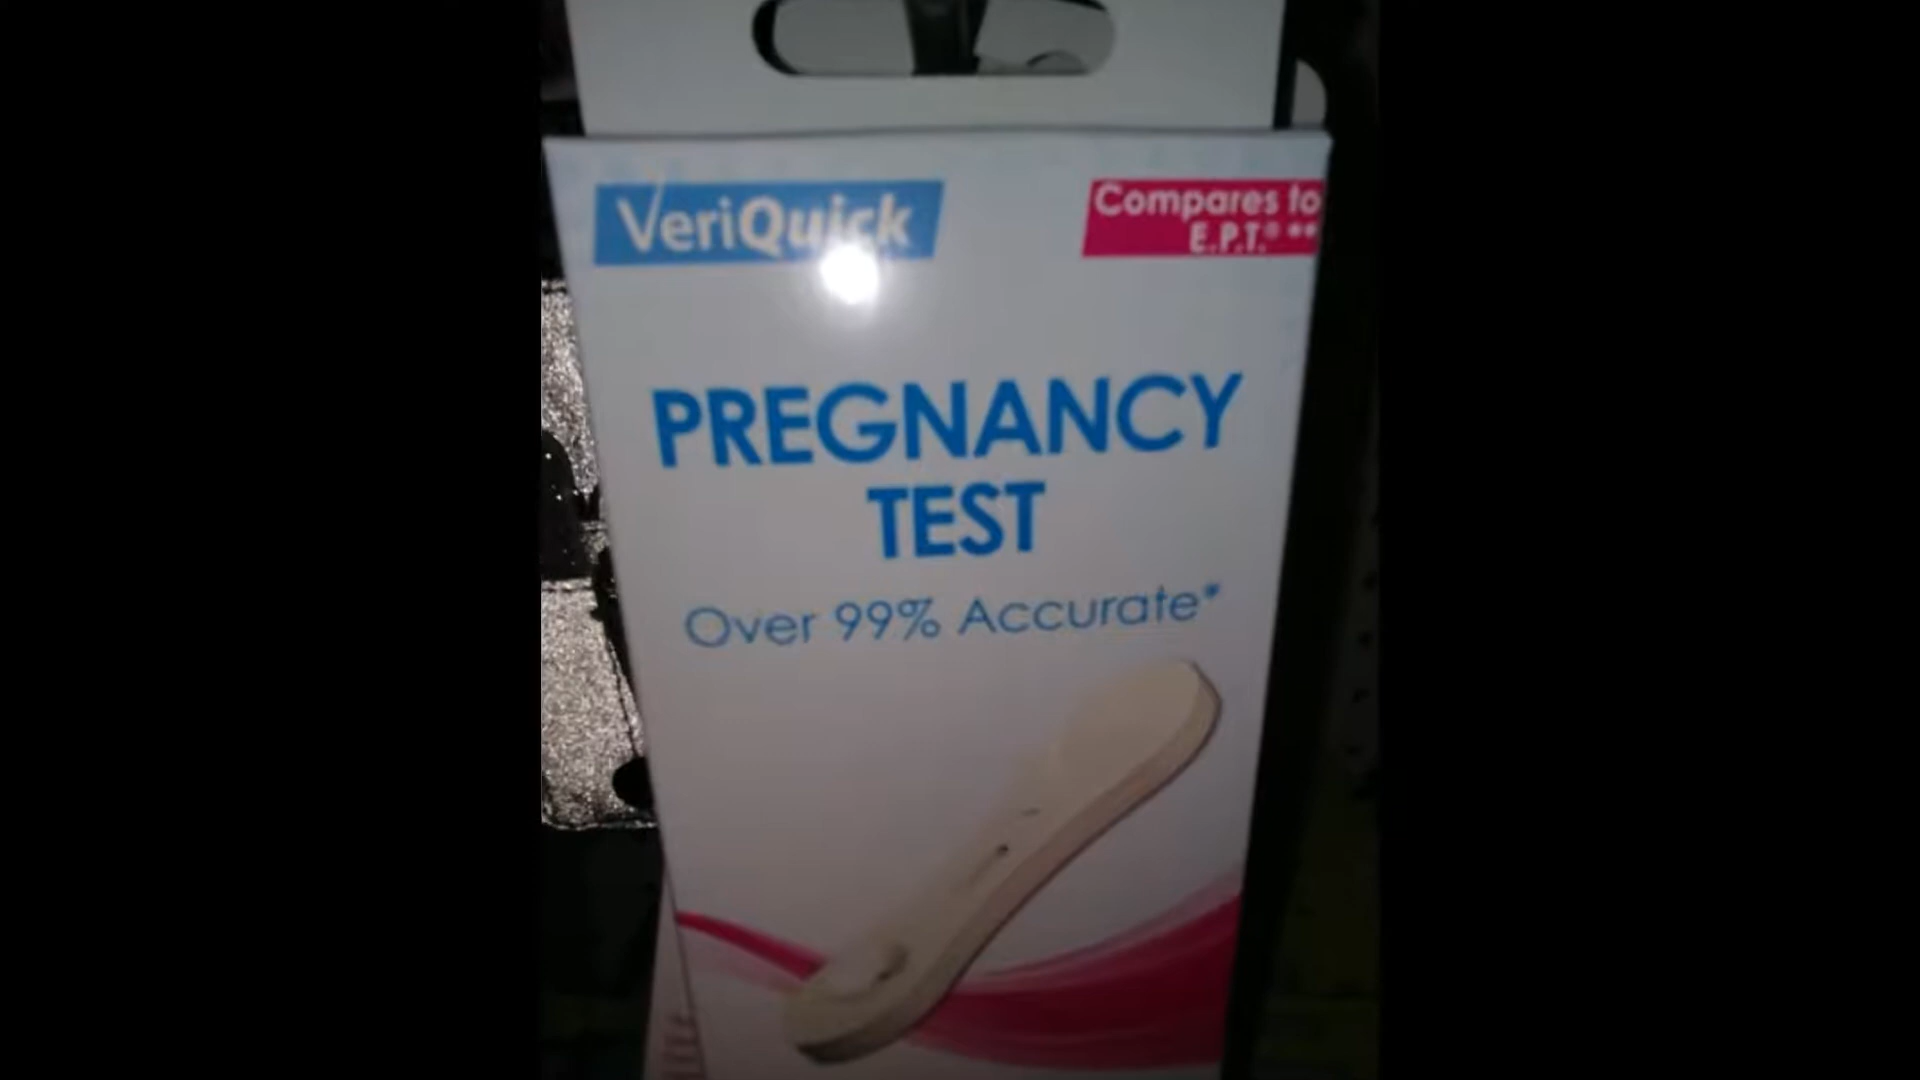 VeriQuick
Compares to
E.P.T.® **
PREGNANCY
TEST
Over 99% Accurate*